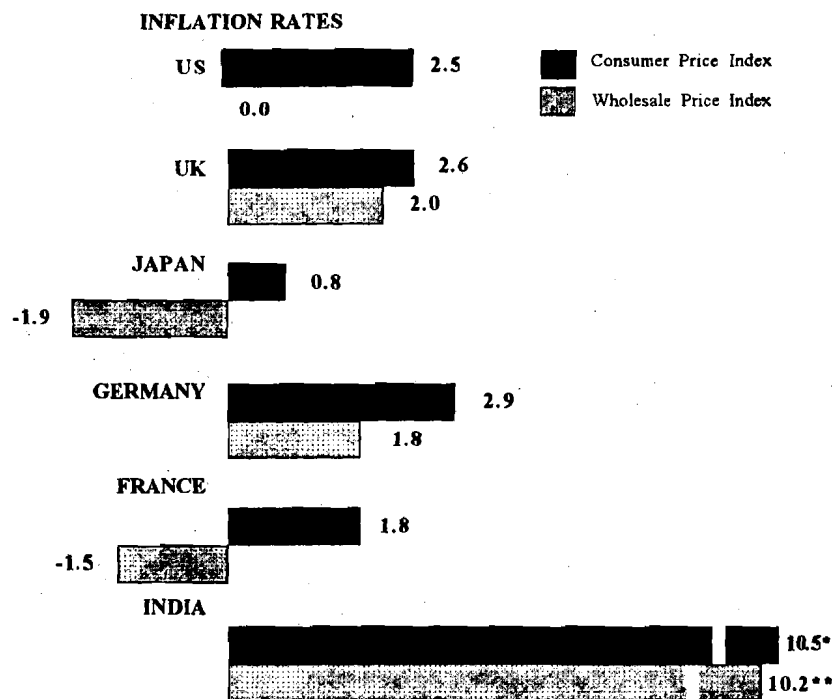 INFLATION RATES
US
2.5
0.0
Consumer Price Index
Wholesale Price Index
UK
2.6
2.0
JAPAN
0.8
-1.9
GERMANY
2.9
1.8
FRANCE
1.8
-1.5
INDIA
10.5*
10.2**